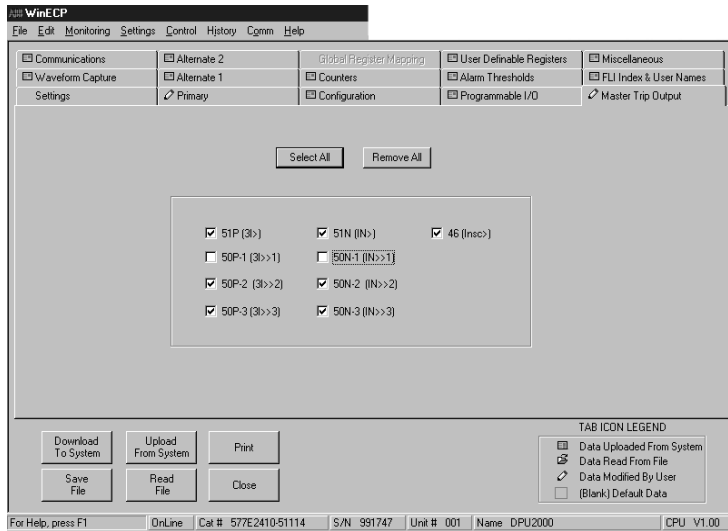 WinECP
File Edit Monitoring Settings Control History Comm Help
Communications Alternate 2 Global Register Mapping User Definable Registers Miscellaneous
Waveform Capture Alternate 1 Counters Alarm Thresholds FLI Index & User Names
Settings Primary Configuration Programmable I/O Master Trip Output
Select All Remove All
51P (3I>) 51N (IN>) 46 (Insc>)
50P-1 (3I>>1) 50N-1 (IN>>1)
50P-2 (3I>>2) 50N-2 (IN>>2)
50P-3 (3I>>3) 50N-3 (IN>>3)
Download To System Upload From System Print
Save File Read File Close
TAB ICON LEGEND
Data Uploaded From System
Data Read From File
Data Modified By User
(Blank) Default Data
For Help, press F1 OnLine Cat # 577E2410-51114 S/N 991747 Unit # 001 Name DPU2000 CPU V1.00